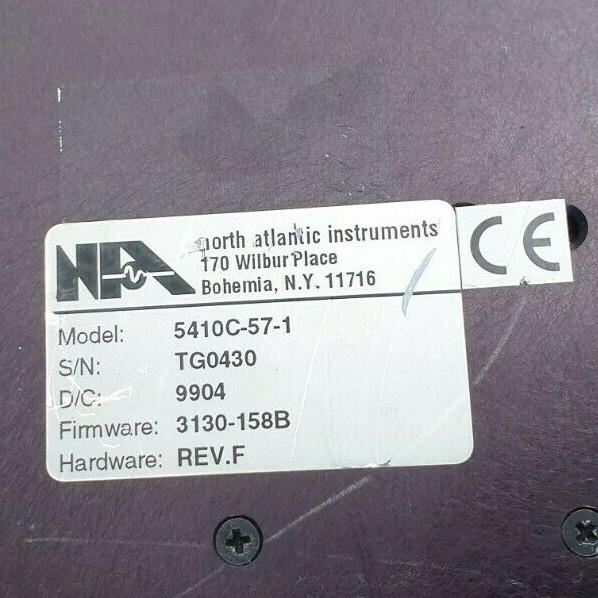 NAI
north atlantic instruments
170 Wilbur Place
Bohemia, N.Y. 11716
CE
Model: 5410C-57-1
S/N: TG0430
D/C: 9904
Firmware: 3130-158B
Hardware: REV.F